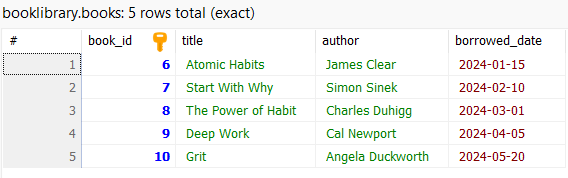 booklibrary.books: 5 rows total (exact)
# book_id title author borrowed_date
1 6 Atomic Habits James Clear 2024-01-15
2 7 Start With Why Simon Sinek 2024-02-10
3 8 The Power of Habit Charles Duhigg 2024-03-01
4 9 Deep Work Cal Newport 2024-04-05
5 10 Grit Angela Duckworth 2024-05-20